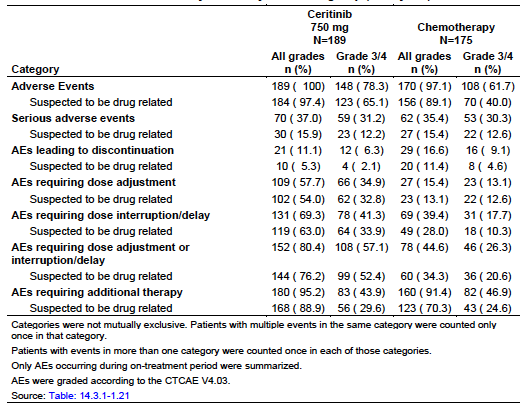 Ceritinib
750 mg
N=189 Chemotherapy
N=175
All grades Grade 3/4 All grades Grade 3/4
Category n (%) n (%) n (%) n (%)
Adverse Events 189 ( 100) 148 ( 78.3) 170 ( 97.1) 108 ( 61.7)
Suspected to be drug related 184 ( 97.4) 123 ( 65.1) 156 ( 89.1) 70 ( 40.0)
Serious adverse events 70 ( 37.0) 59 ( 31.2) 62 ( 35.4) 53 ( 30.3)
Suspected to be drug related 30 ( 15.9) 23 ( 12.2) 27 ( 15.4) 22 ( 12.6)
AEs leading to discontinuation 21 ( 11.1) 12 ( 6.3) 29 ( 16.6) 16 ( 9.1)
Suspected to be drug related 10 ( 5.3) 4 ( 2.1) 20 ( 11.4) 8 ( 4.6)
AEs requiring dose adjustment 109 ( 57.7) 66 ( 34.9) 27 ( 15.4) 23 ( 13.1)
Suspected to be drug related 102 ( 54.0) 62 ( 32.8) 23 ( 13.1) 22 ( 12.6)
AEs requiring dose interruption/delay 131 ( 69.3) 78 ( 41.3) 69 ( 39.4) 31 ( 17.7)
Suspected to be drug related 119 ( 63.0) 64 ( 33.9) 49 ( 28.0) 18 ( 10.3)
AEs requiring dose adjustment or 152 ( 80.4) 108 ( 57.1) 78 ( 44.6) 46 ( 26.3)
interruption/delay
Suspected to be drug related 144 ( 76.2) 99 ( 52.4) 60 ( 34.3) 36 ( 20.6)
AEs requiring additional therapy 180 ( 95.2) 83 ( 43.9) 160 ( 91.4) 82 ( 46.9)
Suspected to be drug related 168 ( 88.9) 56 ( 29.6) 123 ( 70.3) 43 ( 24.6)
Categories were not mutually exclusive. Patients with multiple events in the same category were counted only
once in that category.
Patients with events in more than one category were counted once in each of those categories.
Only AEs occurring during on-treatment period were summarized.
AEs were graded according to the CTCAE V4.03.
Source: Table: 14.3.1-1.21